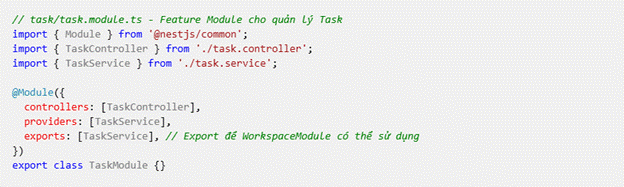 // task/task.module.ts - Feature Module cho quản lý Task
import { Module } from '@nestjs/common';
import { TaskController } from './task.controller';
import { TaskService } from './task.service';
@Module({
controllers: [TaskController],
providers: [TaskService],
exports: [TaskService], // Export để WorkspaceModule có thể sử dụng
})
export class TaskModule {}